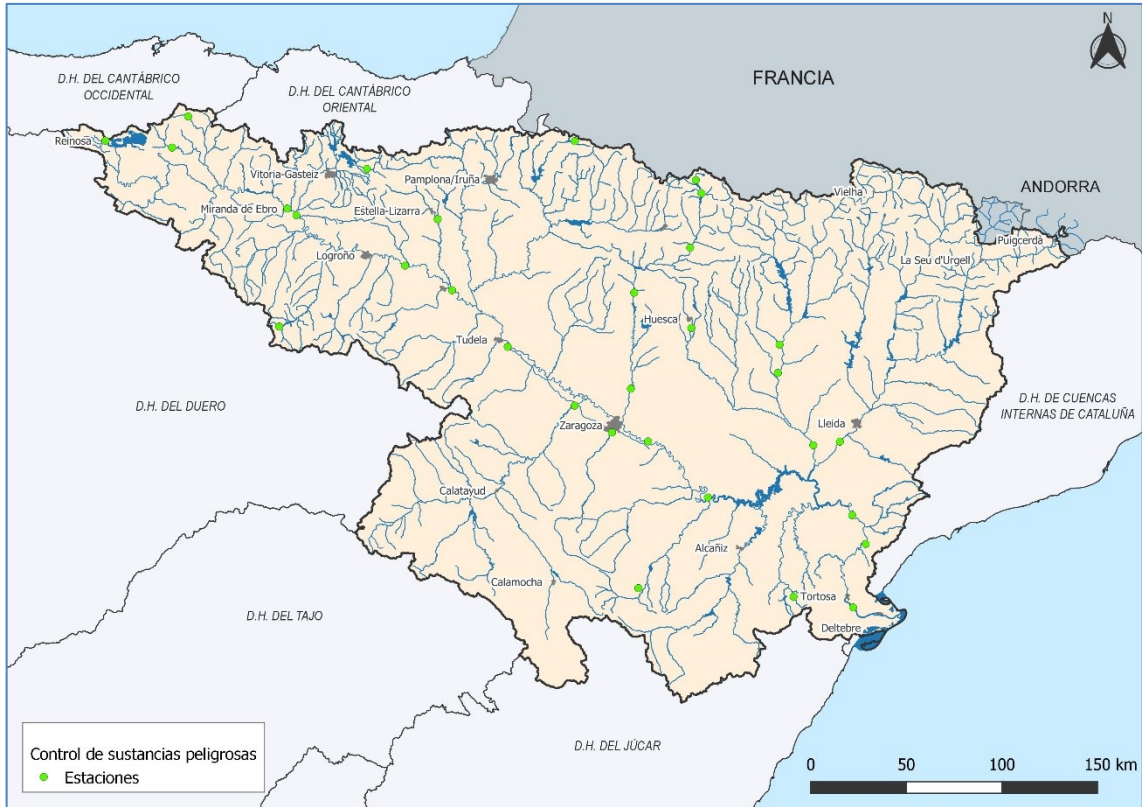 N
FRANCIA
D.H. DEL CANTÁBRICO
OCCIDENTAL
D.H. DEL CANTÁBRICO
ORIENTAL
Reinosa
Vitoria-Gasteiz
Pamplona/Iruña
Vielha
ANDORRA
Miranda de Ebro
Estella-Lizarra
Puigcerdà
La Seu d'Urgell
Logroño
Huesca
Tudela
D.H. DEL DUERO
D.H. DE CUENCAS
INTERNAS DE CATALUÑA
Zaragoza
Lleida
Calatayud
Alcañiz
Calamocha
Tortosa
D.H. DEL TAJO
Deltebre
D.H. DEL JÚCAR
Control de sustancias peligrosas
Estaciones
0 50 100 150 km